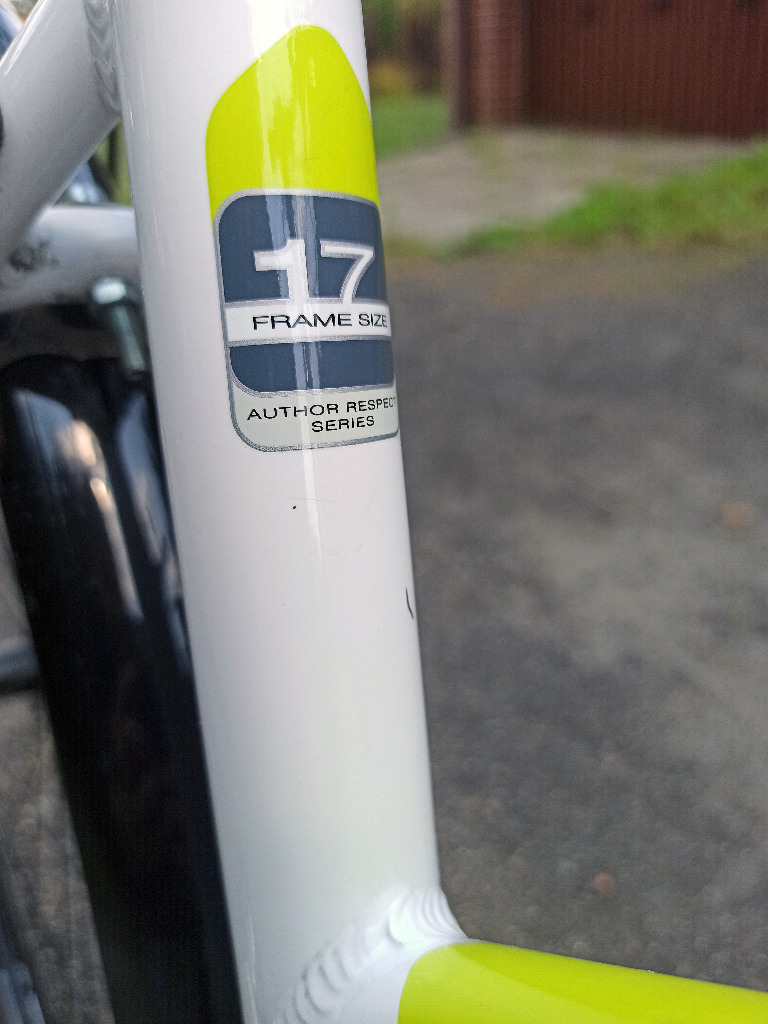 17
FRAME SIZE
AUTHOR RESPECT
SERIES